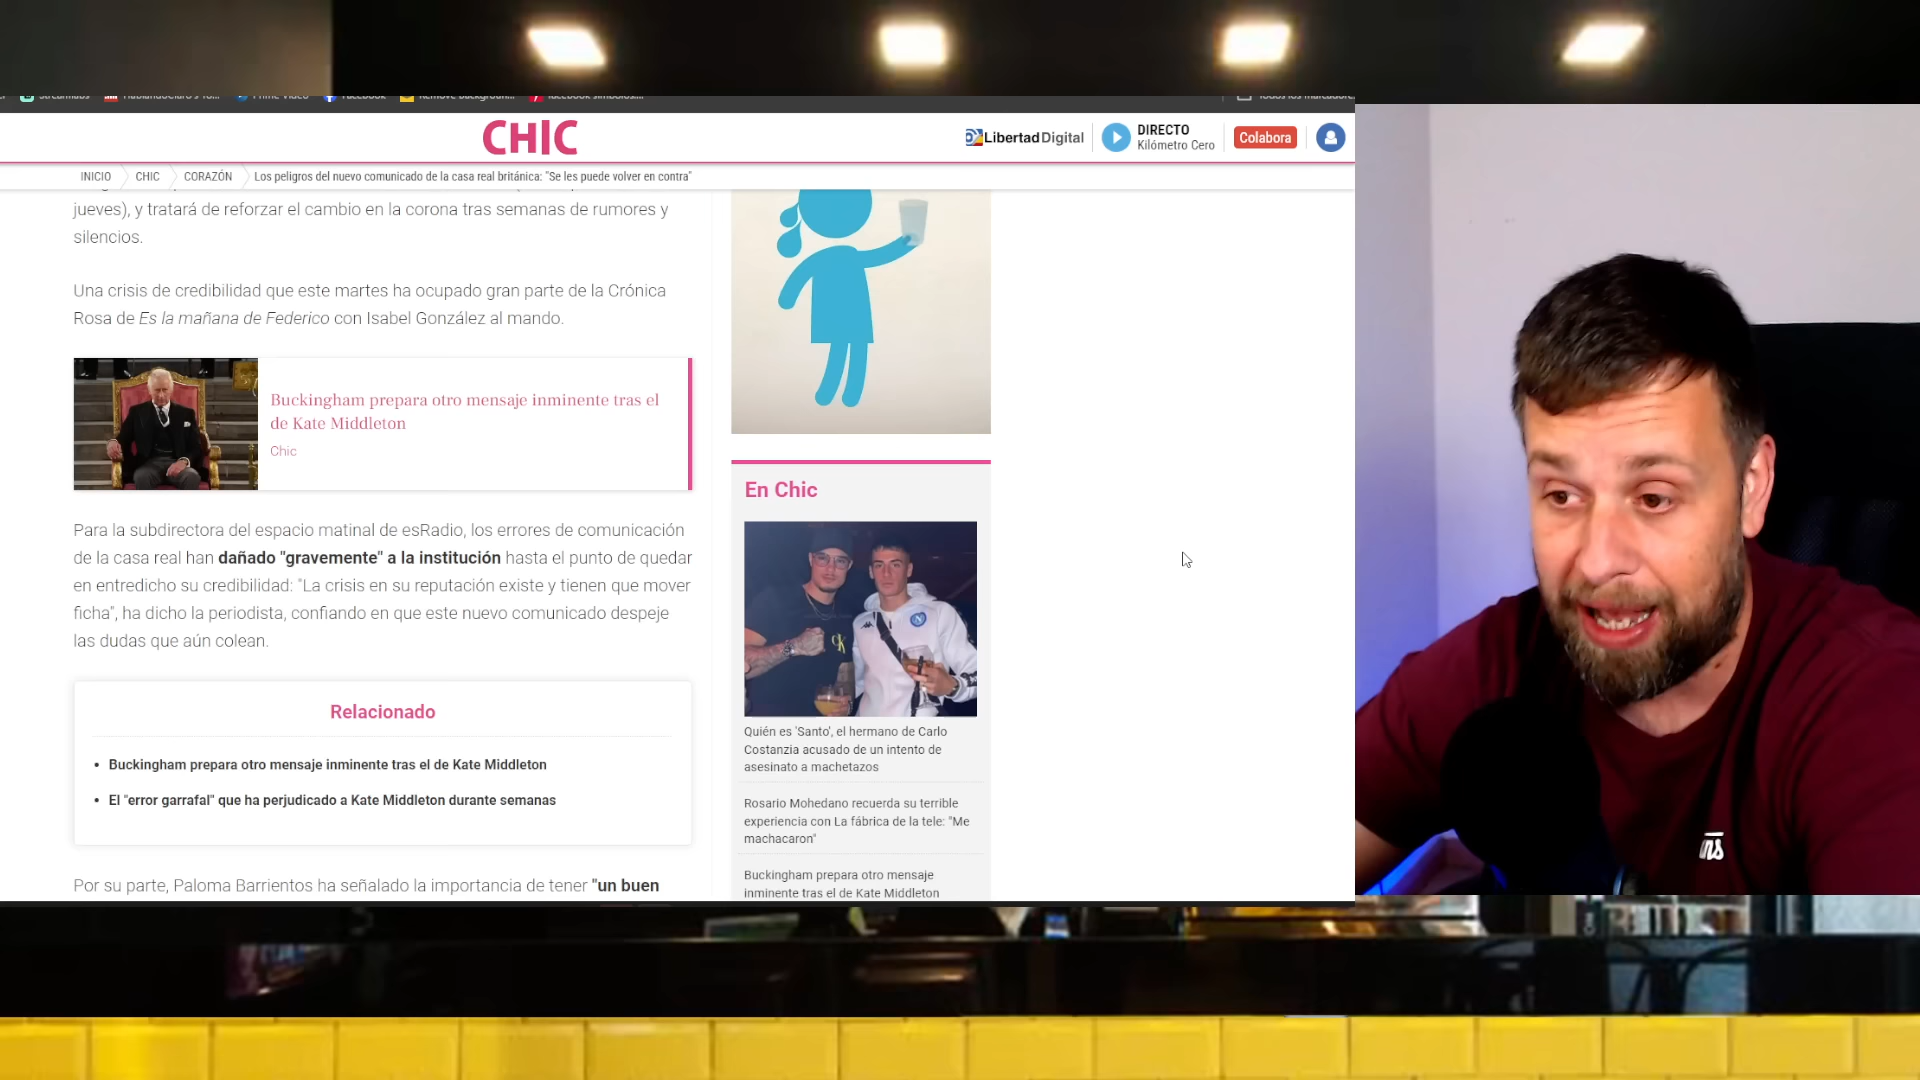 Facebook
CHIC
LibertadDigital
DIRECTO
Kilómetro Cero
Colabora
INICIO
CHIC
CORAZÓN
Los peligros del nuevo comunicado de la casa real británica: "Se les puede volver en contra"
jueves), y tratará de reforzar el cambio en la corona tras semanas de rumores y
silencios.
Una crisis de credibilidad que este martes ha ocupado gran parte de la Crónica
Rosa de Es la mañana de Federico con Isabel González al mando.
Buckingham prepara otro mensaje inminente tras el
de Kate Middleton
Chic
Para la subdirectora del espacio matinal de esRadio, los errores de comunicación
de la casa real han dañado "gravemente" a la institución hasta el punto de quedar
en entredicho su credibilidad: "La crisis en su reputación existe y tienen que mover
ficha", ha dicho la periodista, confiando en que este nuevo comunicado despeje
las dudas que aún colean.
Relacionado
• Buckingham prepara otro mensaje inminente tras el de Kate Middleton
• El "error garrafal" que ha perjudicado a Kate Middleton durante semanas
Por su parte, Paloma Barrientos ha señalado la importancia de tener "un buen
En Chic
Quién es 'Santo', el hermano de Carlo
Costanzia acusado de un intento de
asesinato a machetazos
Rosario Mohedano recuerda su terrible
experiencia con La fábrica de la tele: "Me
machacaron"
Buckingham prepara otro mensaje
inminente tras el de Kate Middleton